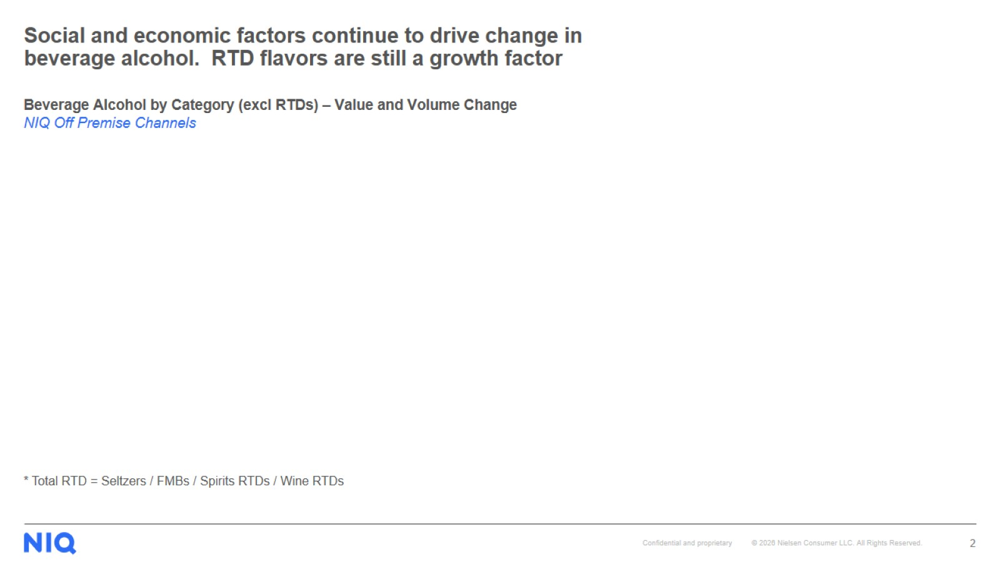 Social and economic factors continue to drive change in
beverage alcohol.  RTD flavors are still a growth factor
Beverage Alcohol by Category (excl RTDs) – Value and Volume Change
NIQ Off Premise Channels
* Total RTD = Seltzers / FMBs / Spirits RTDs / Wine RTDs
NIQ
Confidential and proprietary
© 2026 Nielsen Consumer LLC. All Rights Reserved.
2